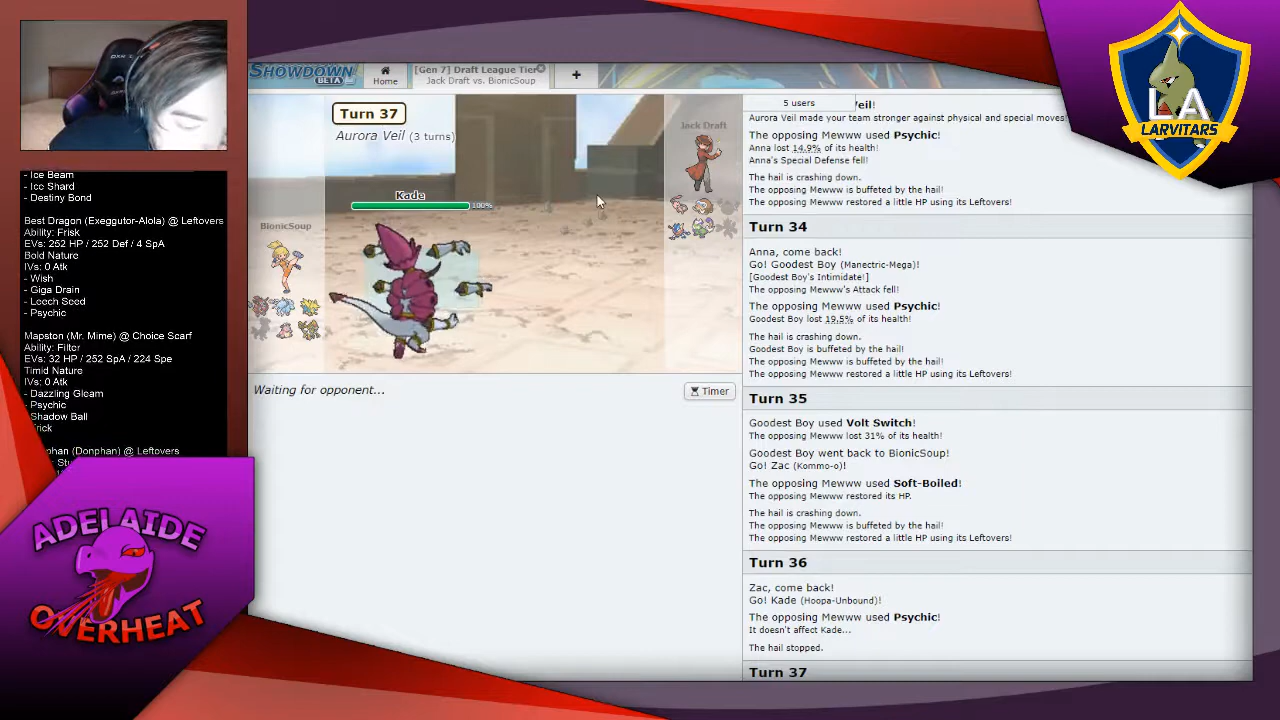 SHOWDOWN
BETA
Home
[Gen 7] Draft League Tier
Jack Draft vs. BionicSoup
+
LA
LARVITARS
Turn 37
Aurora Veil (3 turns)
5 users
Jack Draft
Kade
100%
BionicSoup
Waiting for opponent...
Timer
- Ice Beam
- Ice Shard
- Destiny Bond
Best Dragon (Exeggutor-Alola) @ Leftovers
Ability: Frisk
EVs: 252 HP / 252 Def / 4 SpA
Bold Nature
IVs: 0 Atk
- Wish
- Giga Drain
- Leech Seed
- Psychic
Mapston (Mr. Mime) @ Choice Scarf
Ability: Filter
EVs: 32 HP / 252 SpA / 224 Spe
Timid Nature
IVs: 0 Atk
- Dazzling Gleam
- Psychic
- Shadow Ball
rick
phan (Donphan) @ Leftovers
ADELAIDE
OVERHEAT
Veil!
Aurora Veil made your team stronger against physical and special moves!
The opposing Mewww used Psychic!
Anna lost 14.9% of its health!
Anna's Special Defense fell!
The hail is crashing down.
The opposing Mewww is buffeted by the hail!
The opposing Mewww restored a little HP using its Leftovers!
Turn 34
Anna, come back!
Go! Goodest Boy (Manectric-Mega)!
[Goodest Boy's Intimidate!]
The opposing Mewww's Attack fell!
The opposing Mewww used Psychic!
Goodest Boy lost 19.5% of its health!
The hail is crashing down.
Goodest Boy is buffeted by the hail!
The opposing Mewww is buffeted by the hail!
The opposing Mewww restored a little HP using its Leftovers!
Turn 35
Goodest Boy used Volt Switch!
The opposing Mewww lost 31% of its health!
Goodest Boy went back to BionicSoup!
Go! Zac (Kommo-o)!
The opposing Mewww used Soft-Boiled!
The opposing Mewww restored its HP.
The hail is crashing down.
The opposing Mewww is buffeted by the hail!
The opposing Mewww restored a little HP using its Leftovers!
Turn 36
Zac, come back!
Go! Kade (Hoopa-Unbound)!
The opposing Mewww used Psychic!
It doesn't affect Kade...
The hail stopped.
Turn 37